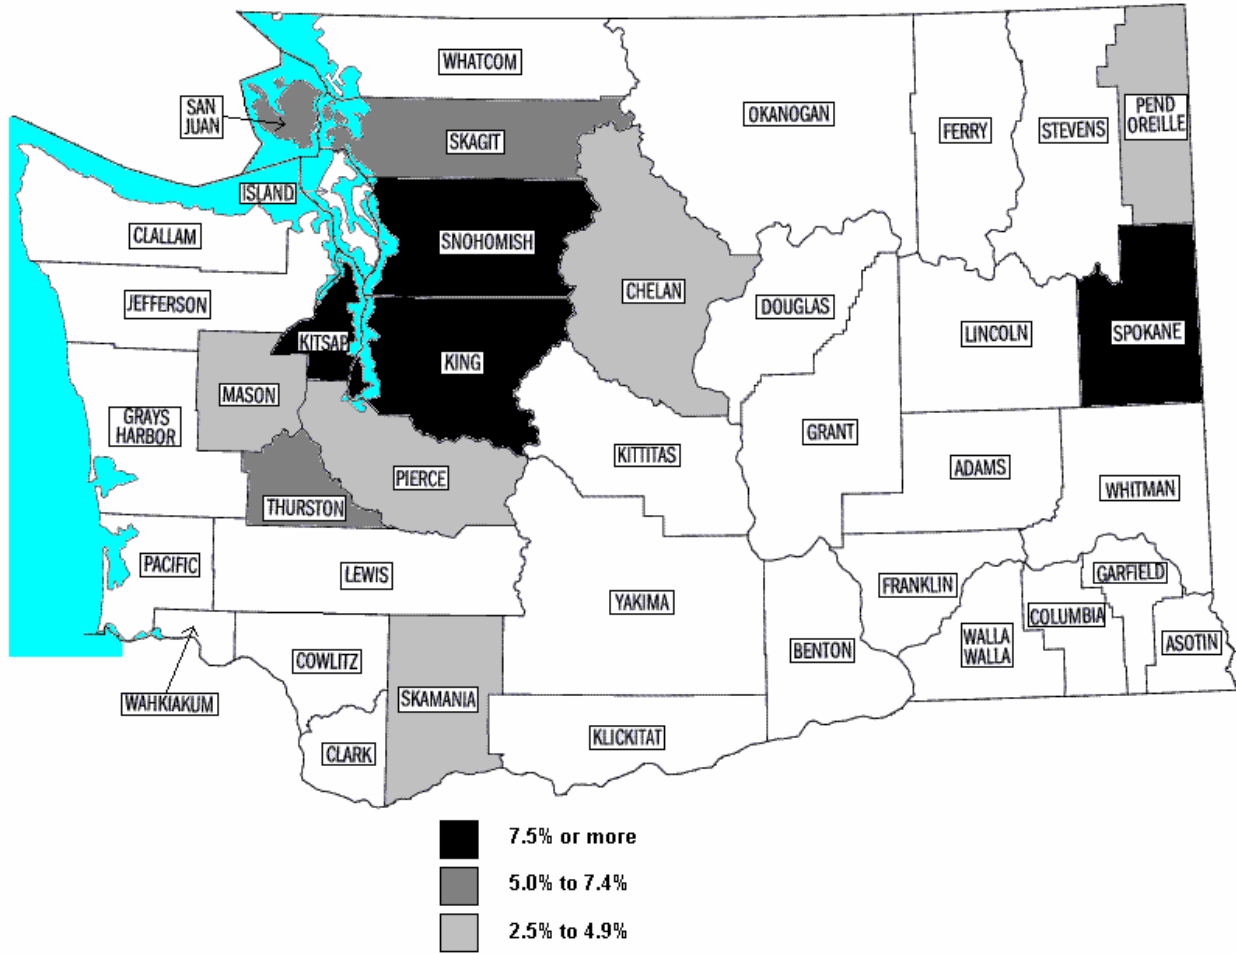 WHATCOM
SAN
JUAN
SKAGIT
OKANOGAN
FERRY
STEVENS
PEND
OREILLE
ISLAND
CLALLAM
SNOHOMISH
CHELAN
JEFFERSON
DOUGLAS
LINCOLN
SPOKANE
KITSAP
KING
MASON
GRAYS
HARBOR
GRANT
KITTITAS
ADAMS
PIERCE
WHITMAN
THURSTON
PACIFIC
LEWIS
YAKIMA
FRANKLIN
GARFIELD
COLUMBIA
WALLA
WALLA
BENTON
ASOTIN
COWLITZ
SKAMANIA
WAHKIAKUM
KLICKITAT
CLARK
7.5% or more
5.0% to 7.4%
2.5% to 4.9%